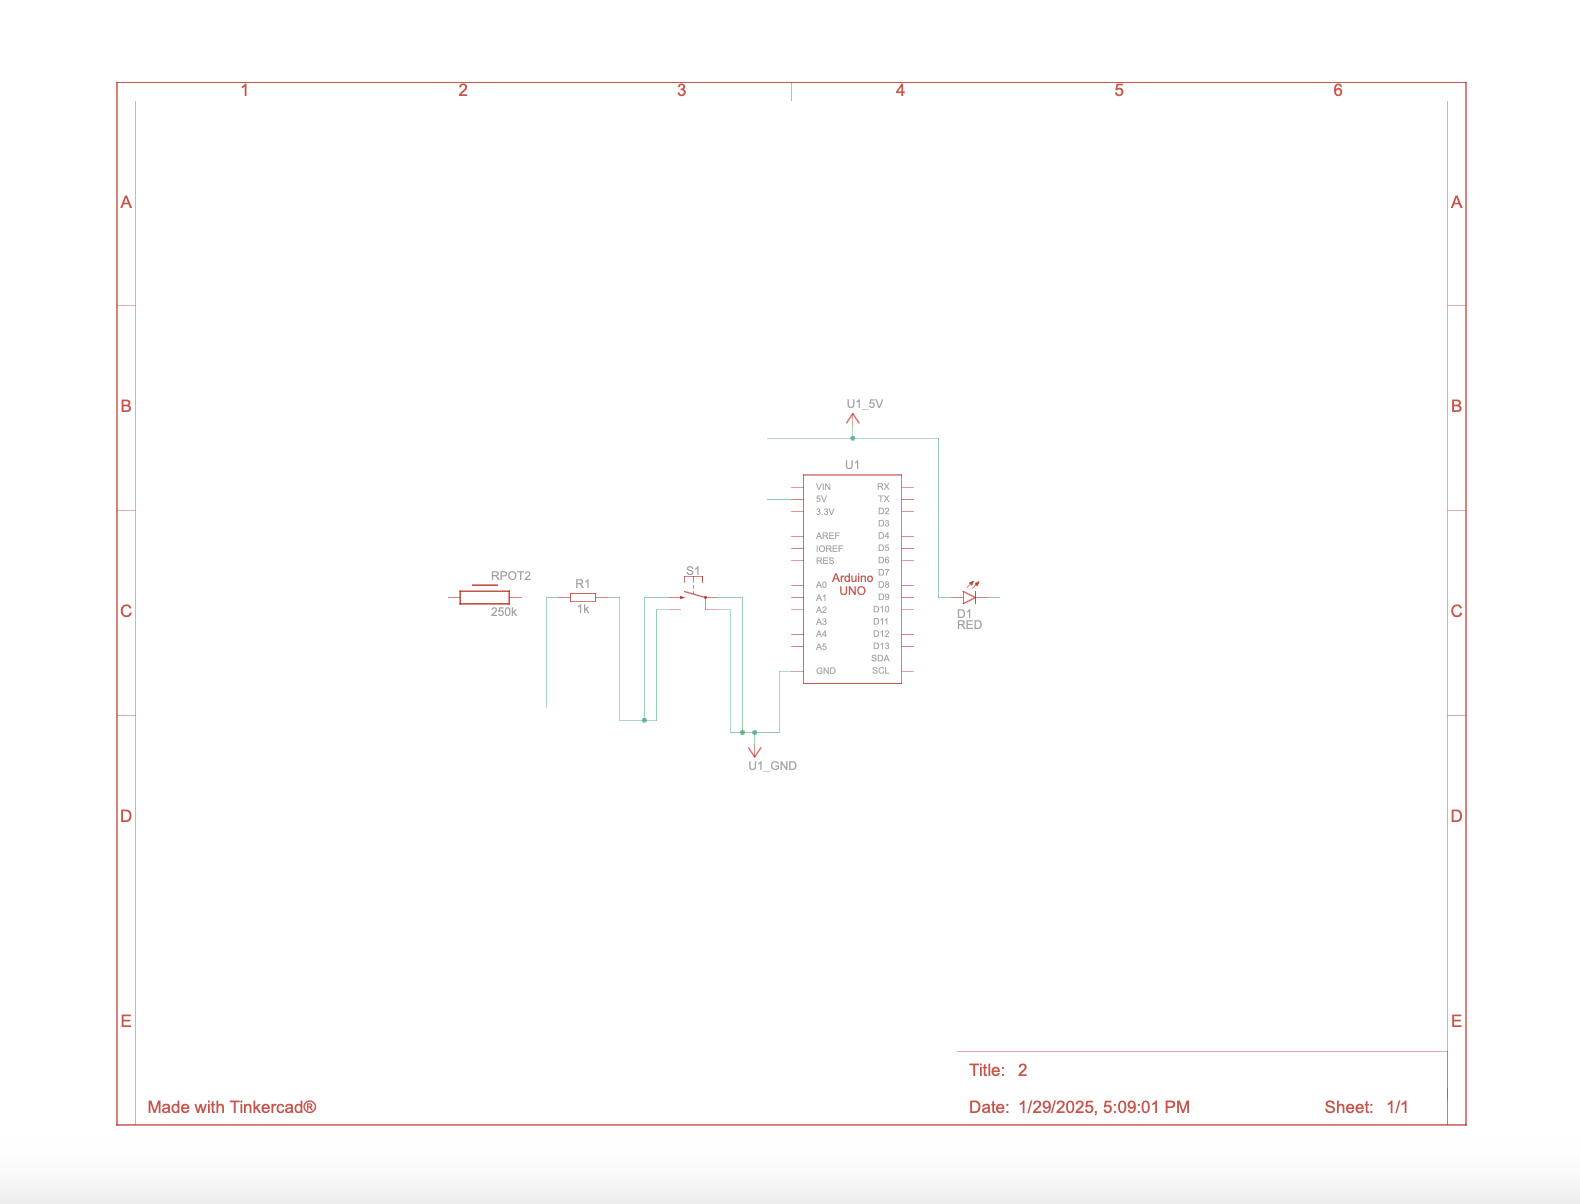 1 2 3 4 5 6
A A
B B
U1_5V
U1
VIN RX
5V TX
3.3V D2
D3
AREF D4
IOREF D5
RES D6
D7
A0 D8
A1 D9
A2 D10
A3 D11
A4 D12
A5 D13
SDA
GND SCL
Arduino
UNO
S1
RPOT2
250k
R1
1k
D1
RED
C C
U1_GND
D D
E E
Title: 2
Made with Tinkercad®
Date: 1/29/2025, 5:09:01 PM
Sheet: 1/1